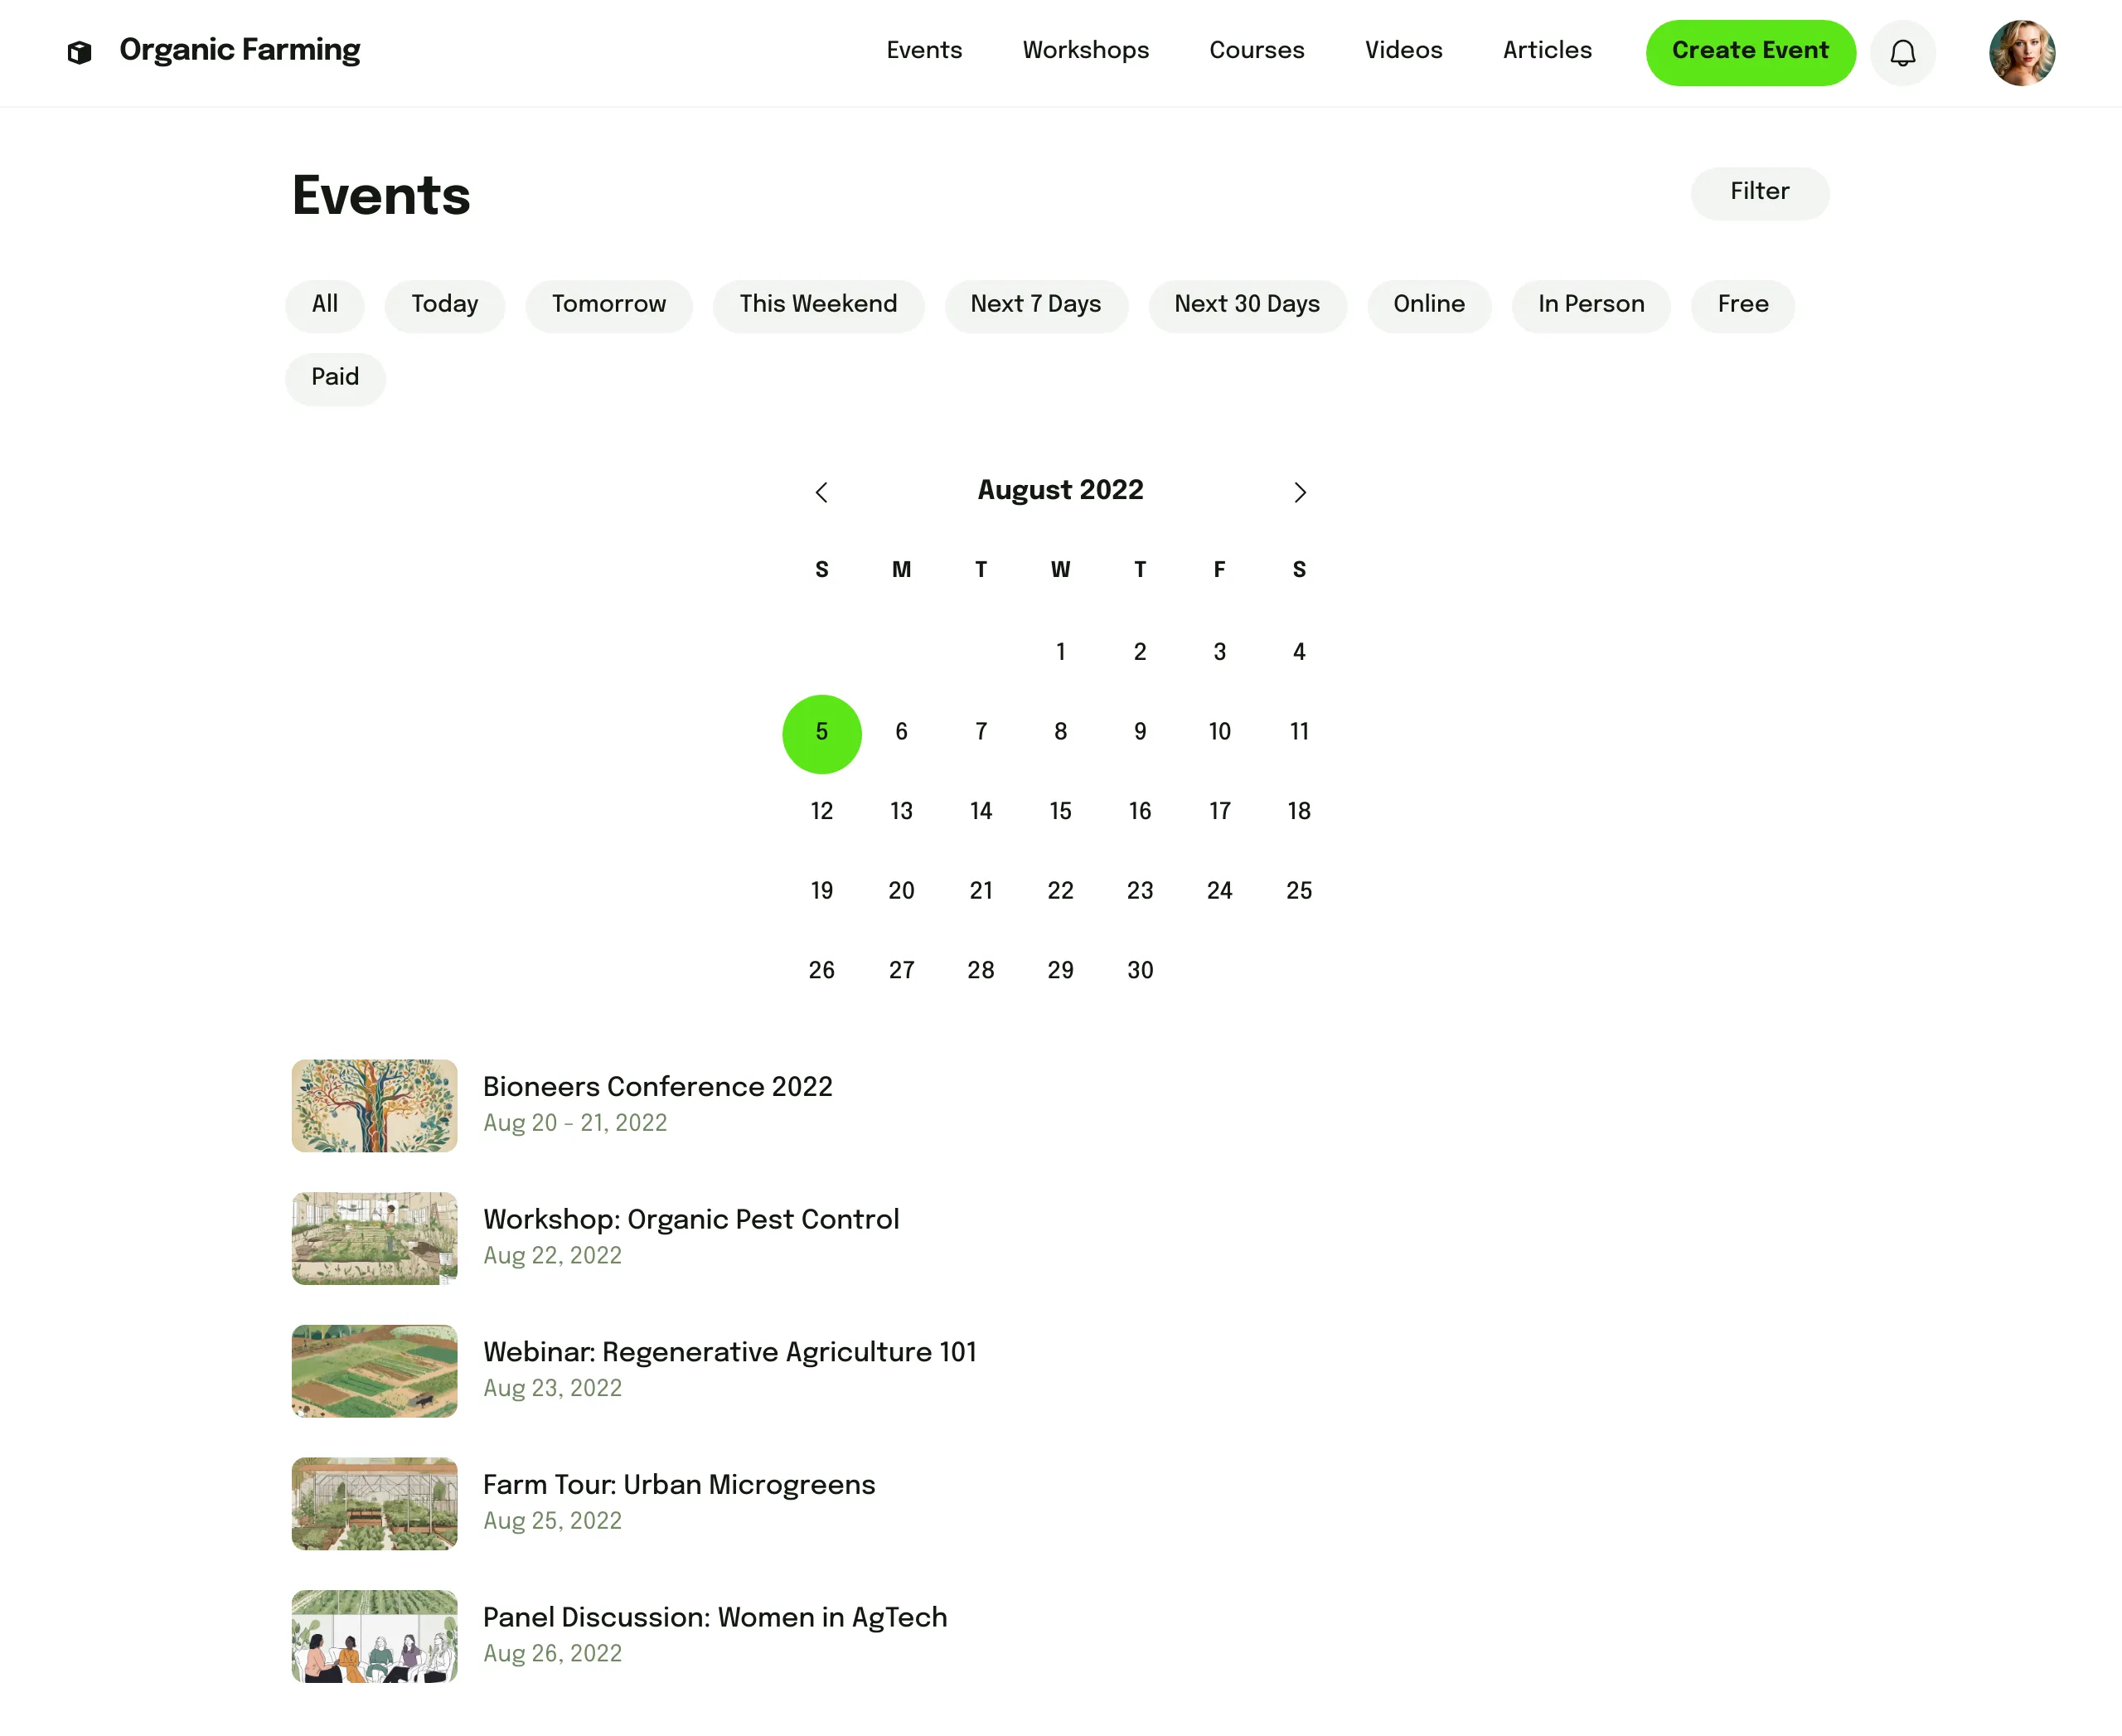 Organic Farming
Events Workshops Courses Videos Articles Create Event
Events
Filter
All Today Tomorrow This Weekend Next 7 Days Next 30 Days Online In Person Free
Paid
August 2022
S M T W T F S
1 2 3 4
5 6 7 8 9 10 11
12 13 14 15 16 17 18
19 20 21 22 23 24 25
26 27 28 29 30
Bioneers Conference 2022
Aug 20 – 21, 2022
Workshop: Organic Pest Control
Aug 22, 2022
Webinar: Regenerative Agriculture 101
Aug 23, 2022
Farm Tour: Urban Microgreens
Aug 25, 2022
Panel Discussion: Women in AgTech
Aug 26, 2022